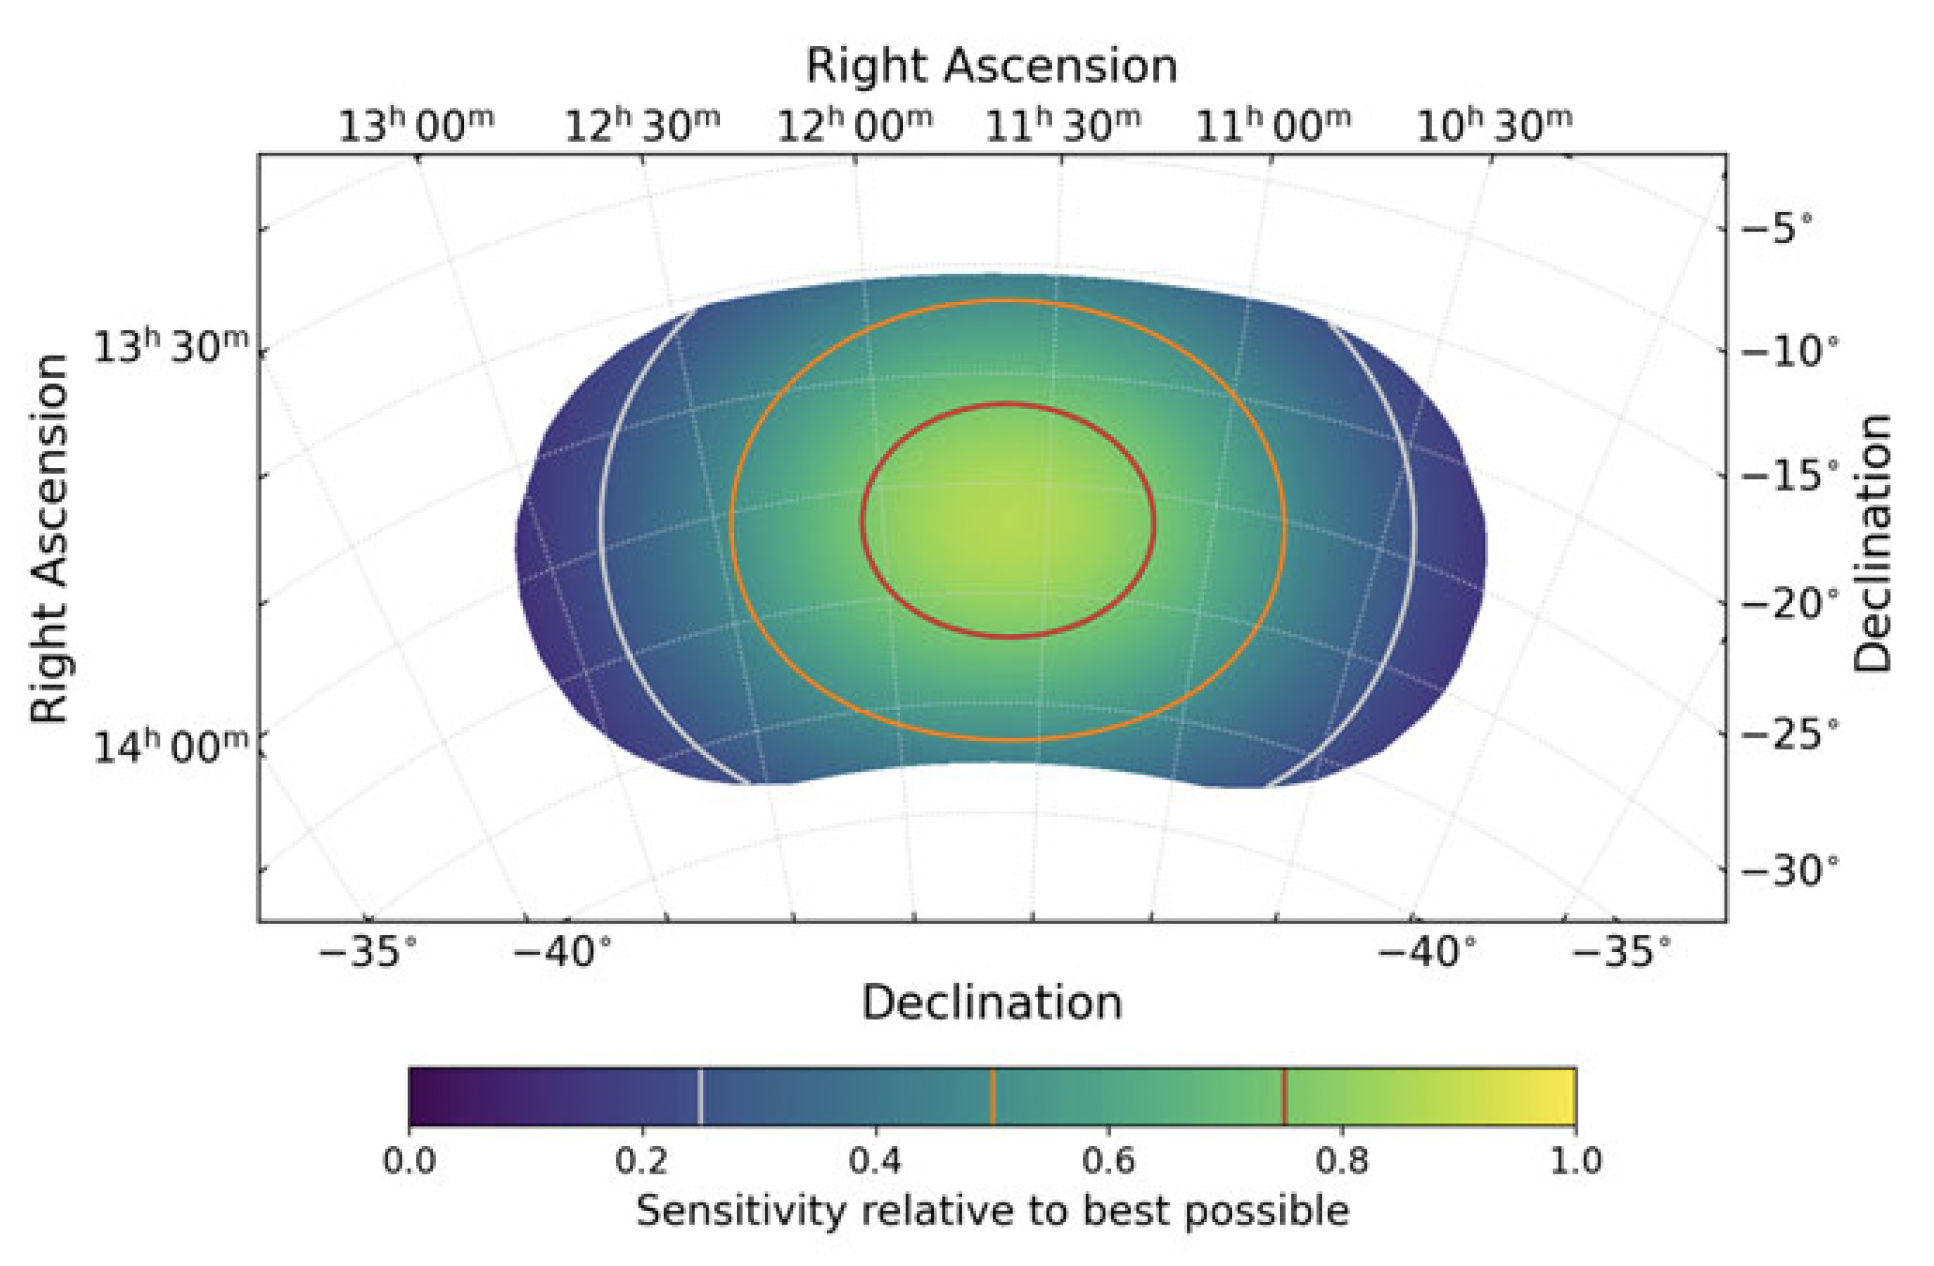 Right Ascension
13ʰ 00ᵐ 12ʰ 30ᵐ 12ʰ 00ᵐ 11ʰ 30ᵐ 11ʰ 00ᵐ 10ʰ 30ᵐ
−5°
13ʰ 30ᵐ −10°
Right Ascension
−15°
Declination
−20°
14ʰ 00ᵐ −25°
−30°
−35° −40° −40° −35°
Declination
0.0 0.2 0.4 0.6 0.8 1.0
Sensitivity relative to best possible